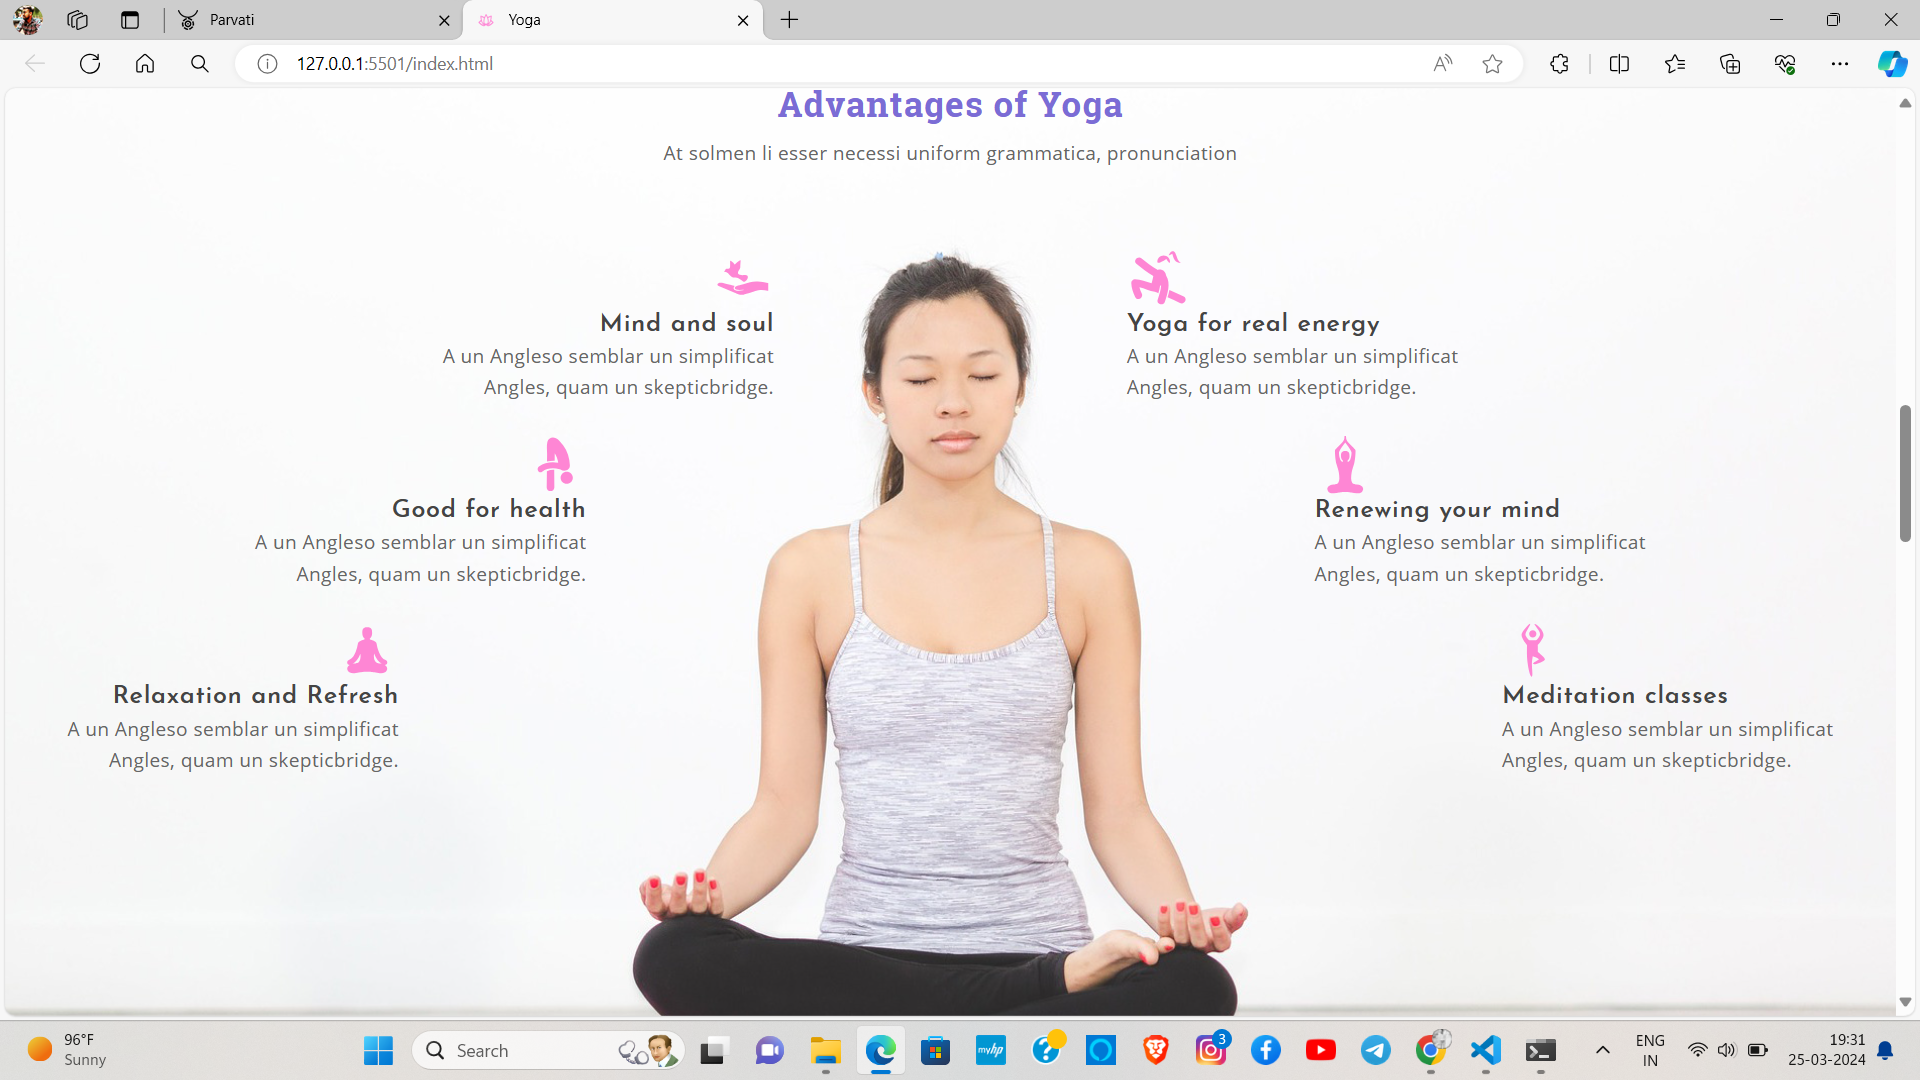 Parvati
Yoga
127.0.0.1:5501/index.html
Advantages of Yoga
At solmen li esser necessi uniform grammatica, pronunciation
Mind and soul
A un Angleso semblar un simplificat
Angles, quam un skepticbridge.
Yoga for real energy
A un Angleso semblar un simplificat
Angles, quam un skepticbridge.
Good for health
A un Angleso semblar un simplificat
Angles, quam un skepticbridge.
Renewing your mind
A un Angleso semblar un simplificat
Angles, quam un skepticbridge.
Relaxation and Refresh
A un Angleso semblar un simplificat
Angles, quam un skepticbridge.
Meditation classes
A un Angleso semblar un simplificat
Angles, quam un skepticbridge.
96°F
Sunny
Search
myhp
3
ENG
IN
19:31
25-03-2024